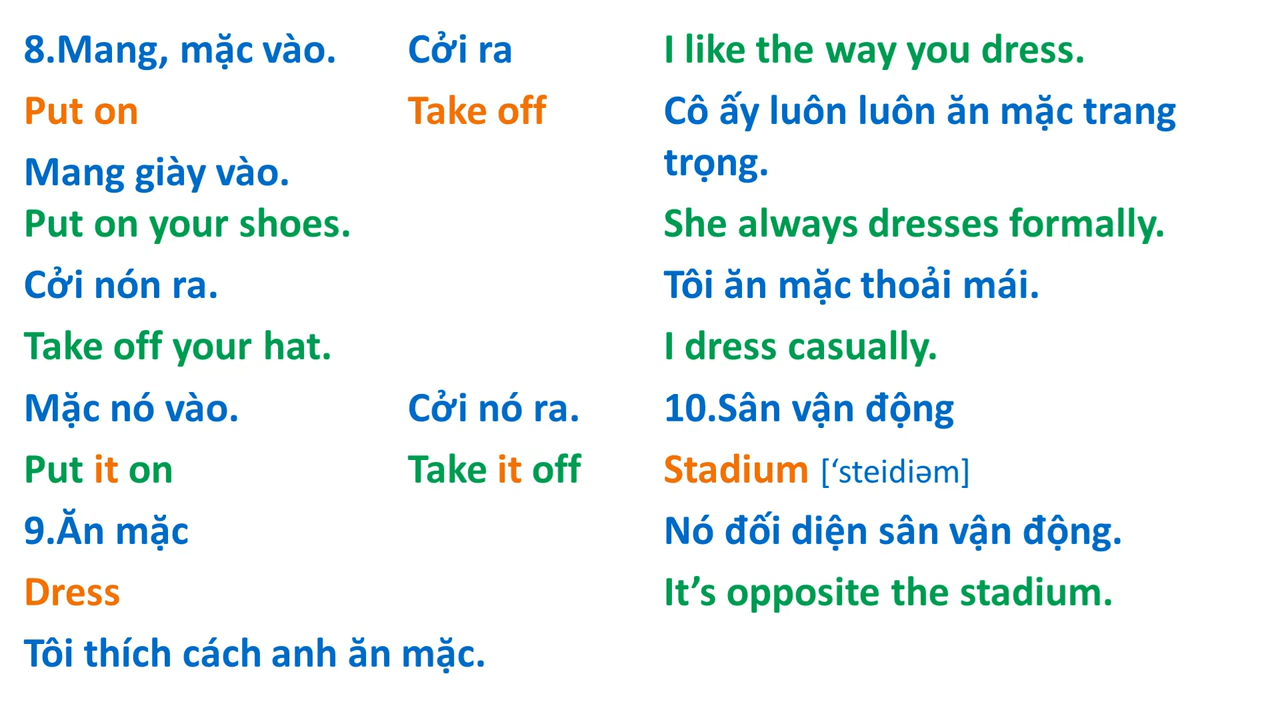 8.Mang, mặc vào. Cởi ra
Put on Take off
Mang giày vào.
Put on your shoes.
Cởi nón ra.
Take off your hat.
Mặc nó vào. Cởi nó ra.
Put it on Take it off
9.Ăn mặc
Dress
Tôi thích cách anh ăn mặc.
I like the way you dress.
Cô ấy luôn luôn ăn mặc trang
trọng.
She always dresses formally.
Tôi ăn mặc thoải mái.
I dress casually.
10.Sân vận động
Stadium [‘steidiəm]
Nó đối diện sân vận động.
It’s opposite the stadium.